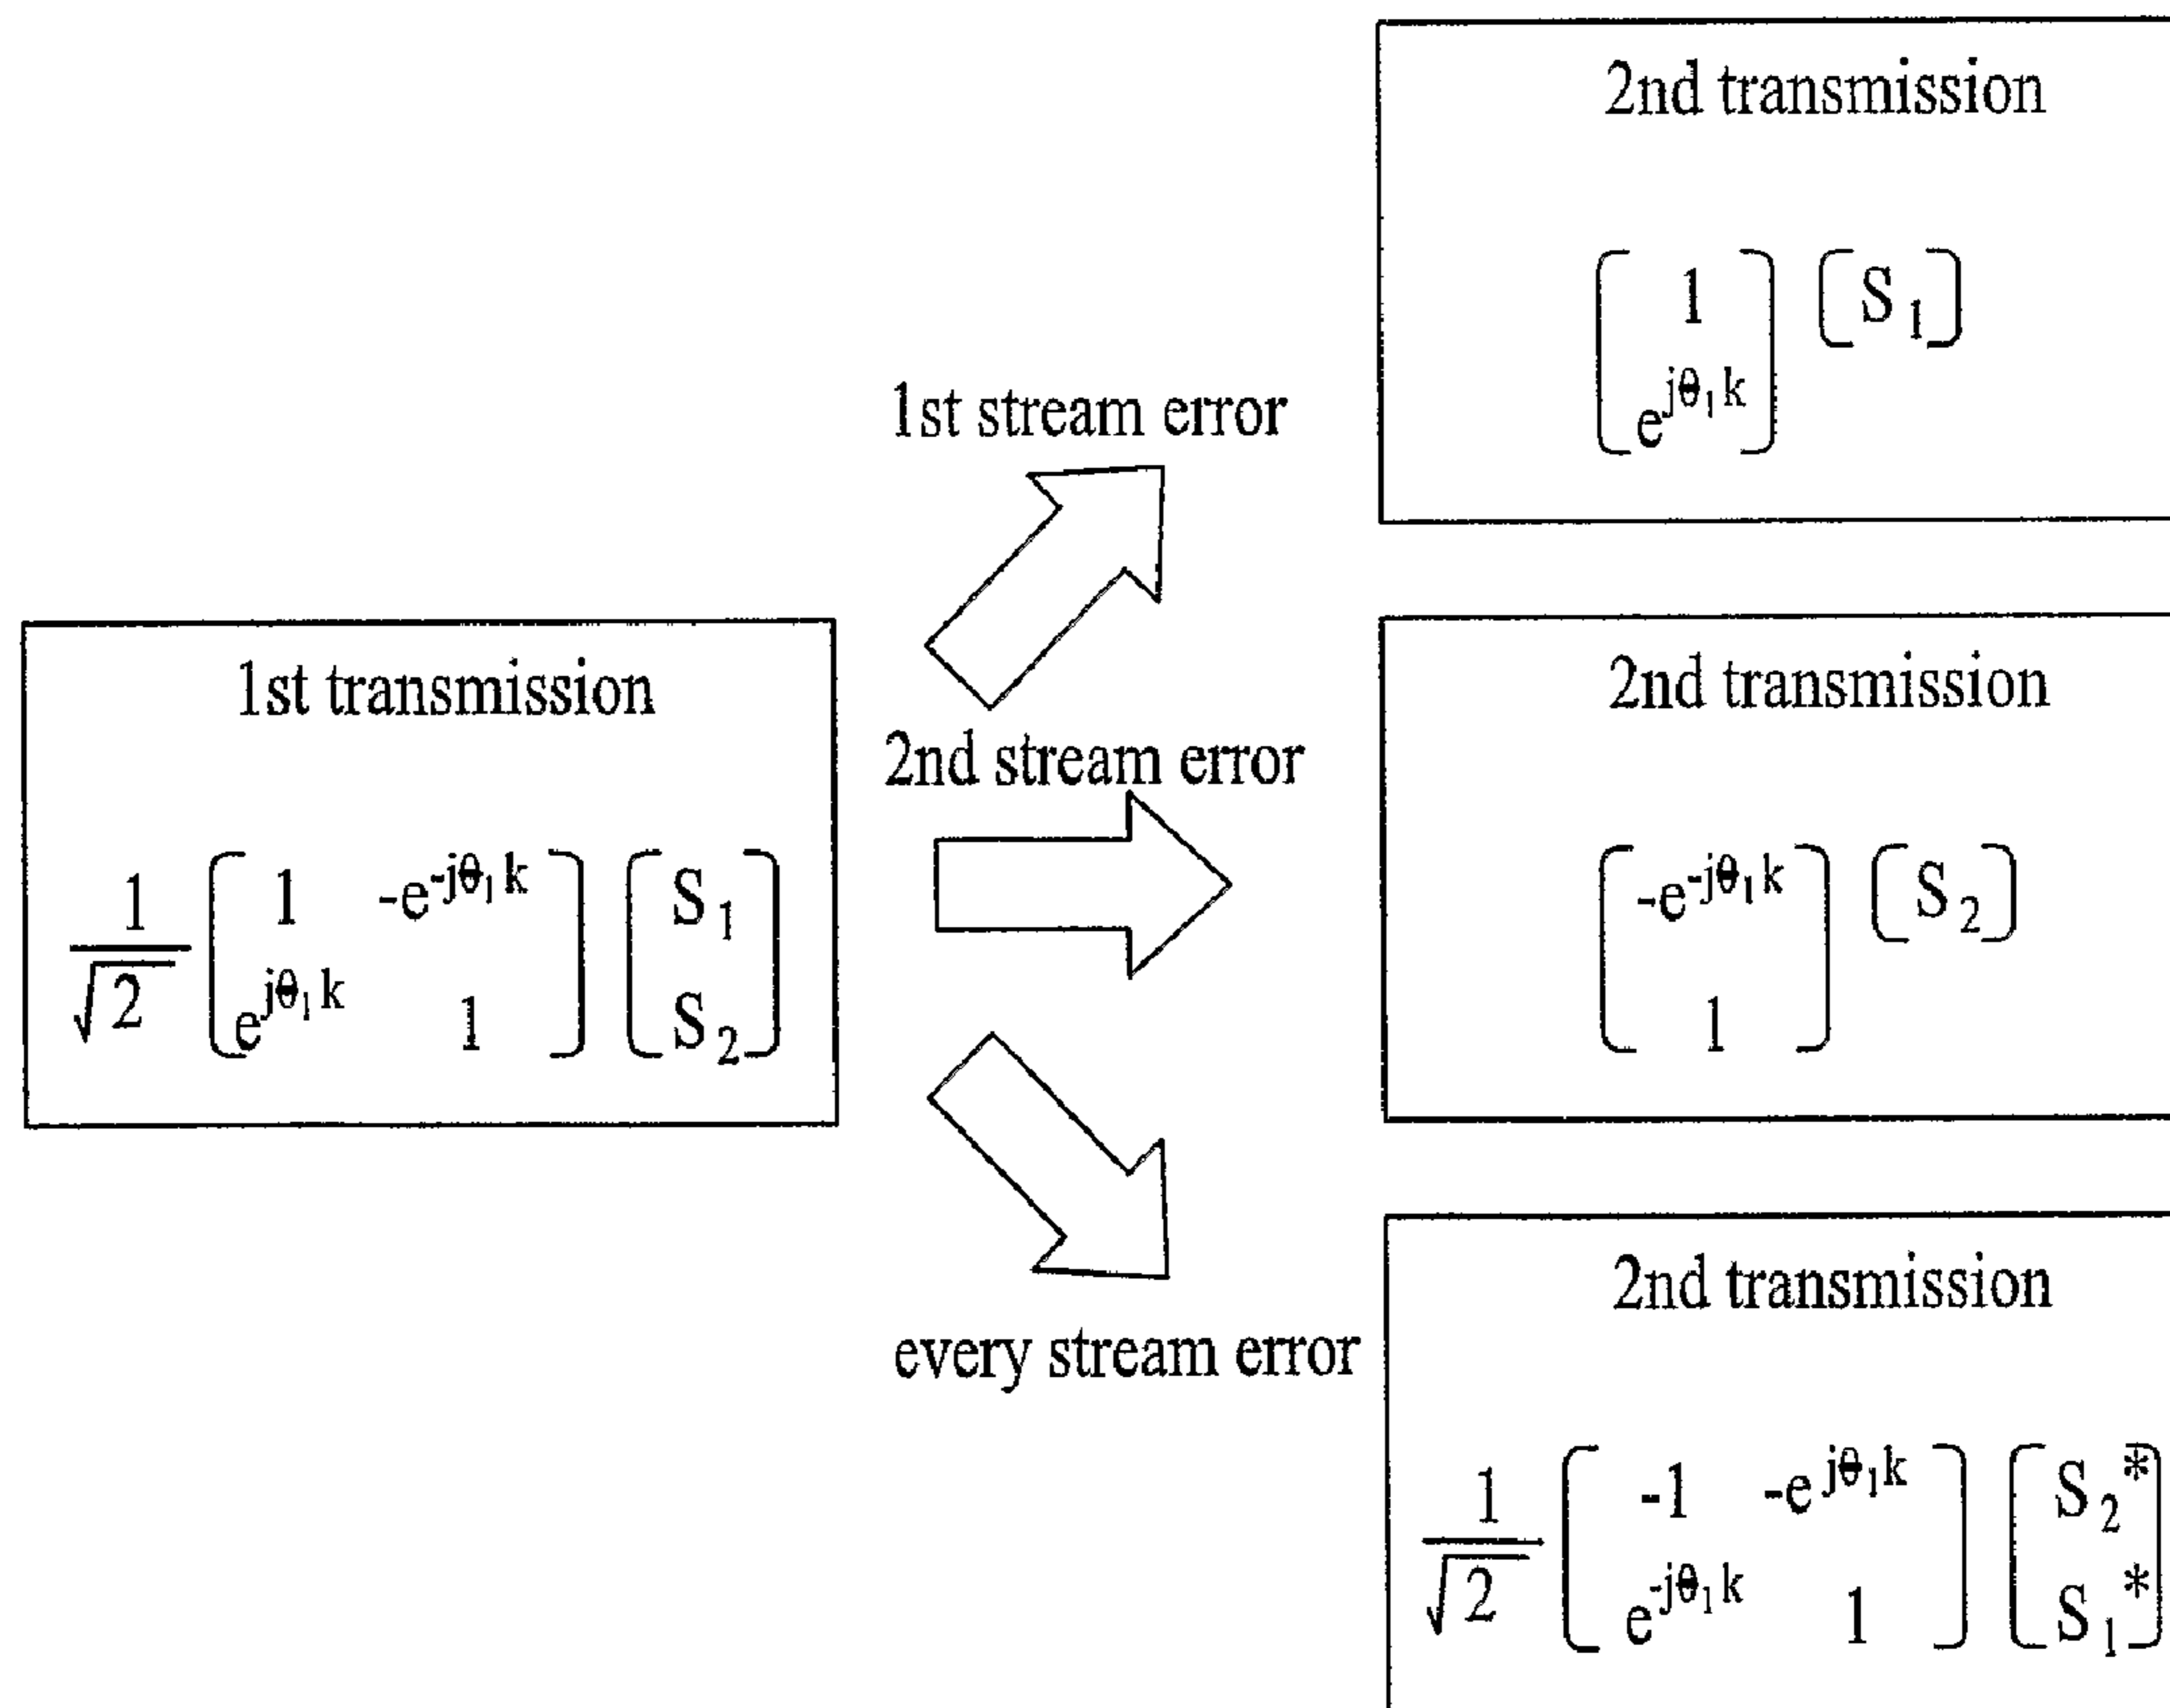 1st transmission
1/√2 [ 1 -e^{-jθ₁k} ; e^{jθ₁k} 1 ] [ S₁ ; S₂ ]
1st stream error
2nd stream error
every stream error
2nd transmission
[ 1 ; e^{jθ₁k} ] [ S₁ ]
2nd transmission
[ -e^{-jθ₁k} ; 1 ] [ S₂ ]
2nd transmission
1/√2 [ -1 -e^{jθ₁k} ; e^{-jθ₁k} 1 ] [ S₂* ; S₁* ]